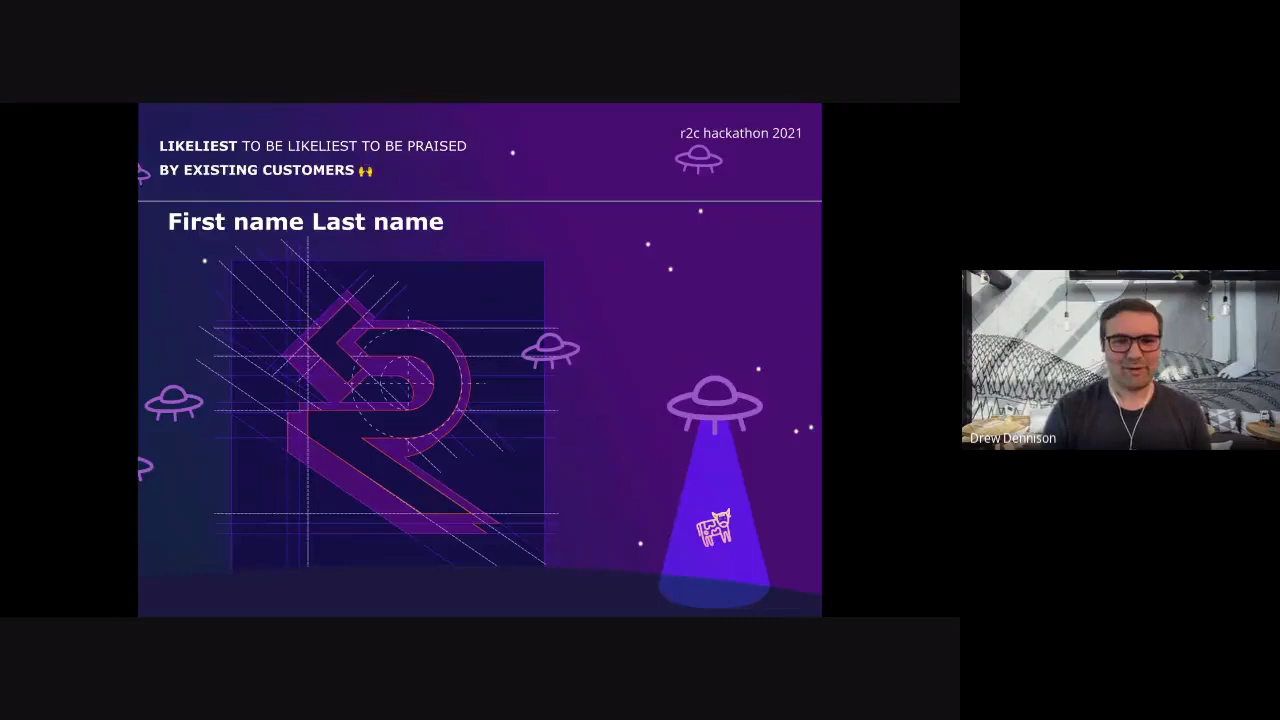 r2c hackathon 2021
LIKELIEST TO BE LIKELIEST TO BE PRAISED
BY EXISTING CUSTOMERS 🙌
First name Last name
Drew Dennison